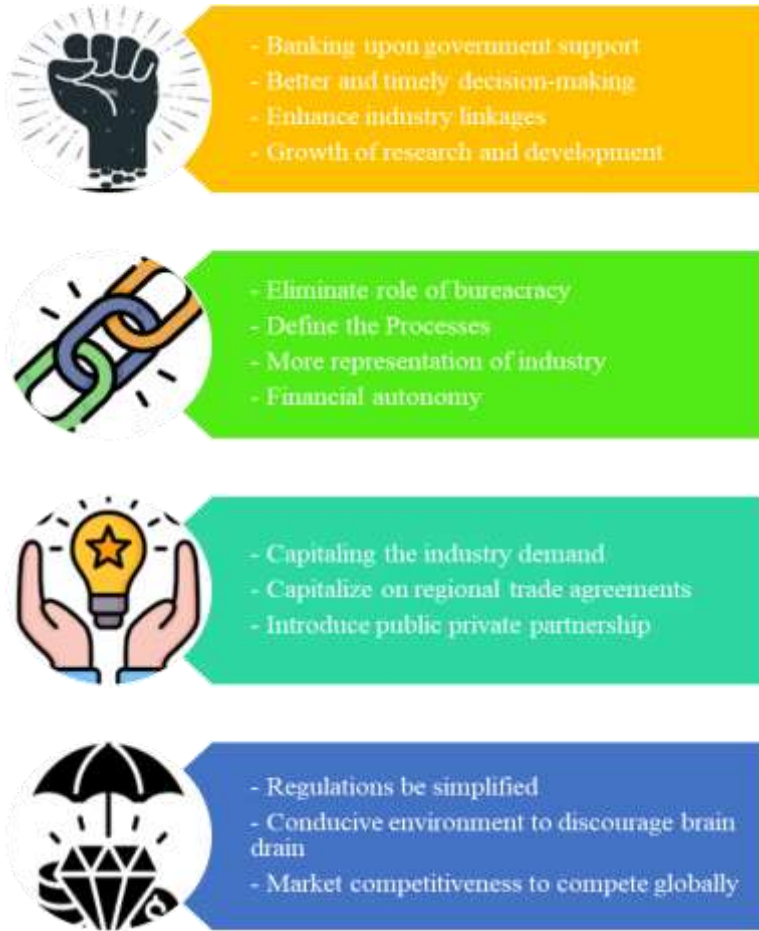 - Banking upon government support
- Better and timely decision-making
- Enhance industry linkages
- Growth of research and development
- Eliminate role of bureacracy
- Define the Processes
- More representation of industry
- Financial autonomy
- Capitaling the industry demand
- Capitalize on regional trade agreements
- Introduce public private partnership
- Regulations be simplified
- Conducive environment to discourage brain
drain
- Market competitiveness to compete globally